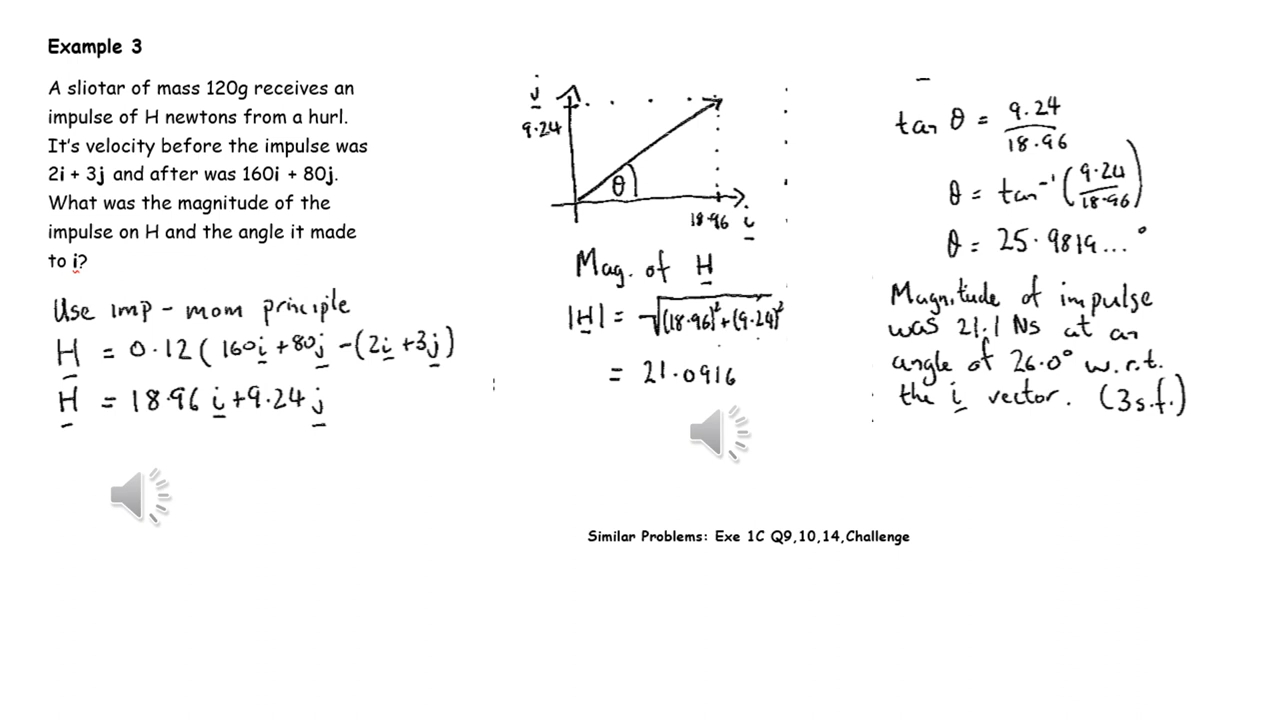 Example 3
A sliotar of mass 120g receives an
impulse of H newtons from a hurl.
It's velocity before the impulse was
2i + 3j and after was 160i + 80j.
What was the magnitude of the
impulse on H and the angle it made
to i?
Use imp - mom principle
H = 0.12 ( 160i + 80j - (2i + 3j)
H = 18.96 i + 9.24 j
j
9.24
θ
18.96 i
Mag. of H
|H| = √(18.96)²+(9.24)²
= 21.0916
tan θ = 9.24/18.96
θ = tan⁻¹ (9.24/18.96)
θ = 25.9819...°
Magnitude of impulse
was 21.1 Ns at an
angle of 26.0° w.r.t.
the i vector. (3s.f.)
Similar Problems: Exe 1C Q9,10,14,Challenge